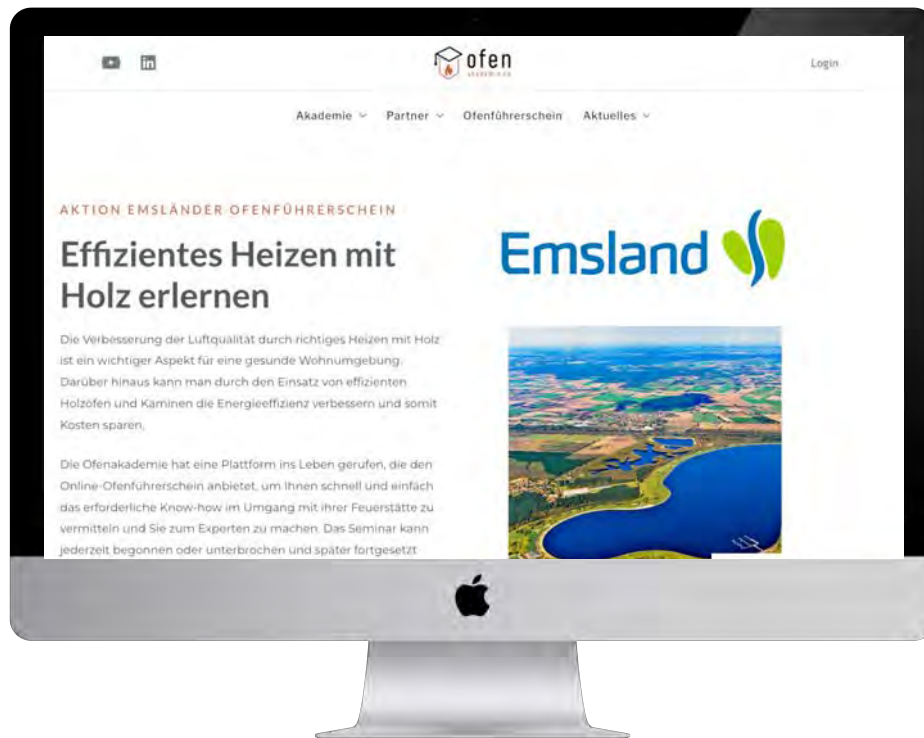 in
ofen
akademie.de
Login
Akademie
Partner
Ofenführerschein
Aktuelles
AKTION EMSLÄNDER OFENFÜHRERSCHEIN
Effizientes Heizen mit
Holz erlernen
Die Verbesserung der Luftqualität durch richtiges Heizen mit Holz
ist ein wichtiger Aspekt für eine gesunde Wohnumgebung.
Darüber hinaus kann man durch den Einsatz von effizienten
Holzöfen und Kaminen die Energieeffizienz verbessern und somit
Kosten sparen.
Die Ofenakademie hat eine Plattform ins Leben gerufen, die den
Online-Ofenführerschein anbietet, um Ihnen schnell und einfach
das erforderliche Know-how im Umgang mit ihrer Feuerstätte zu
vermitteln und Sie zum Experten zu machen. Das Seminar kann
jederzeit begonnen oder unterbrochen und später fortgesetzt
Emsland